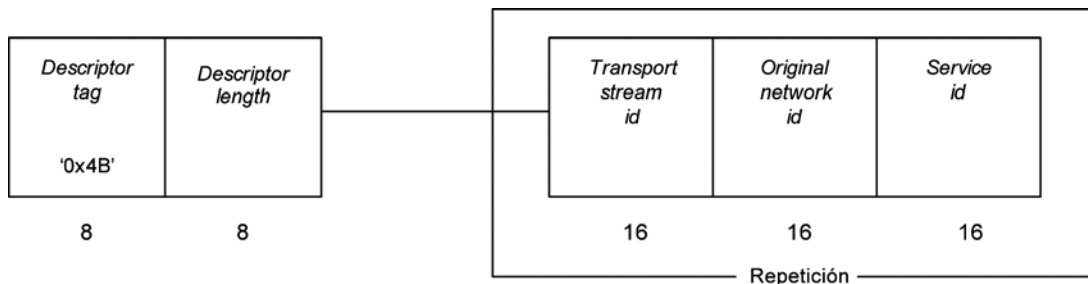 Descriptor
tag
'0x4B'
Descriptor
length
Transport
stream
id
Original
network
id
Service
id
8
8
16
16
16
Repetición